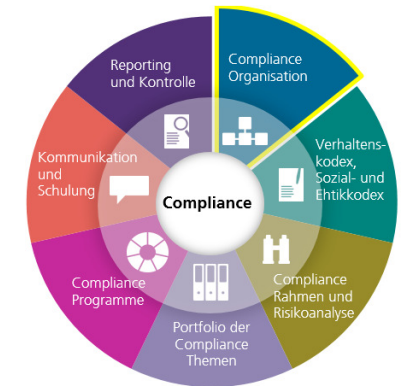 Compliance
Compliance
Organisation
Verhaltens-
kodex,
Sozial- und
Ehtikkodex
Compliance
Rahmen und
Risikoanalyse
Portfolio der
Compliance
Themen
Compliance
Programme
Kommunikation
und
Schulung
Reporting
und Kontrolle